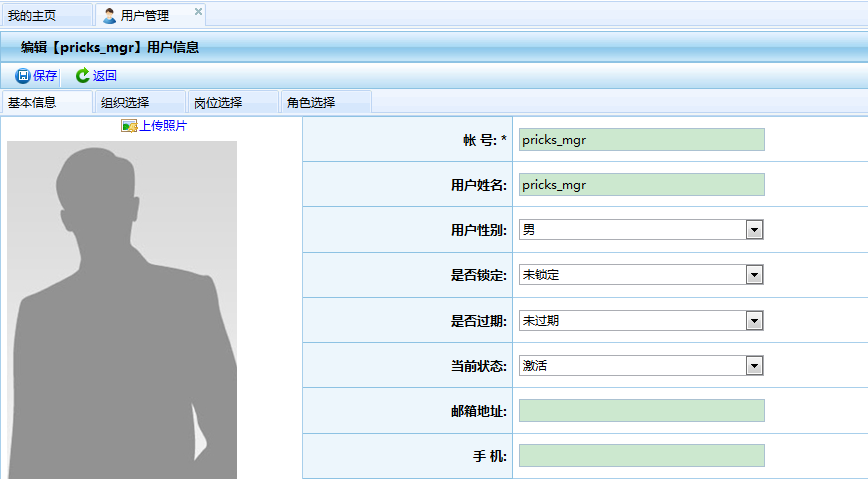 我的主页 用户管理
编辑【pricks_mgr】用户信息
保存 返回
基本信息 组织选择 岗位选择 角色选择
上传照片
帐 号: * pricks_mgr
用户姓名: pricks_mgr
用户性别: 男
是否锁定: 未锁定
是否过期: 未过期
当前状态: 激活
邮箱地址:
手 机: